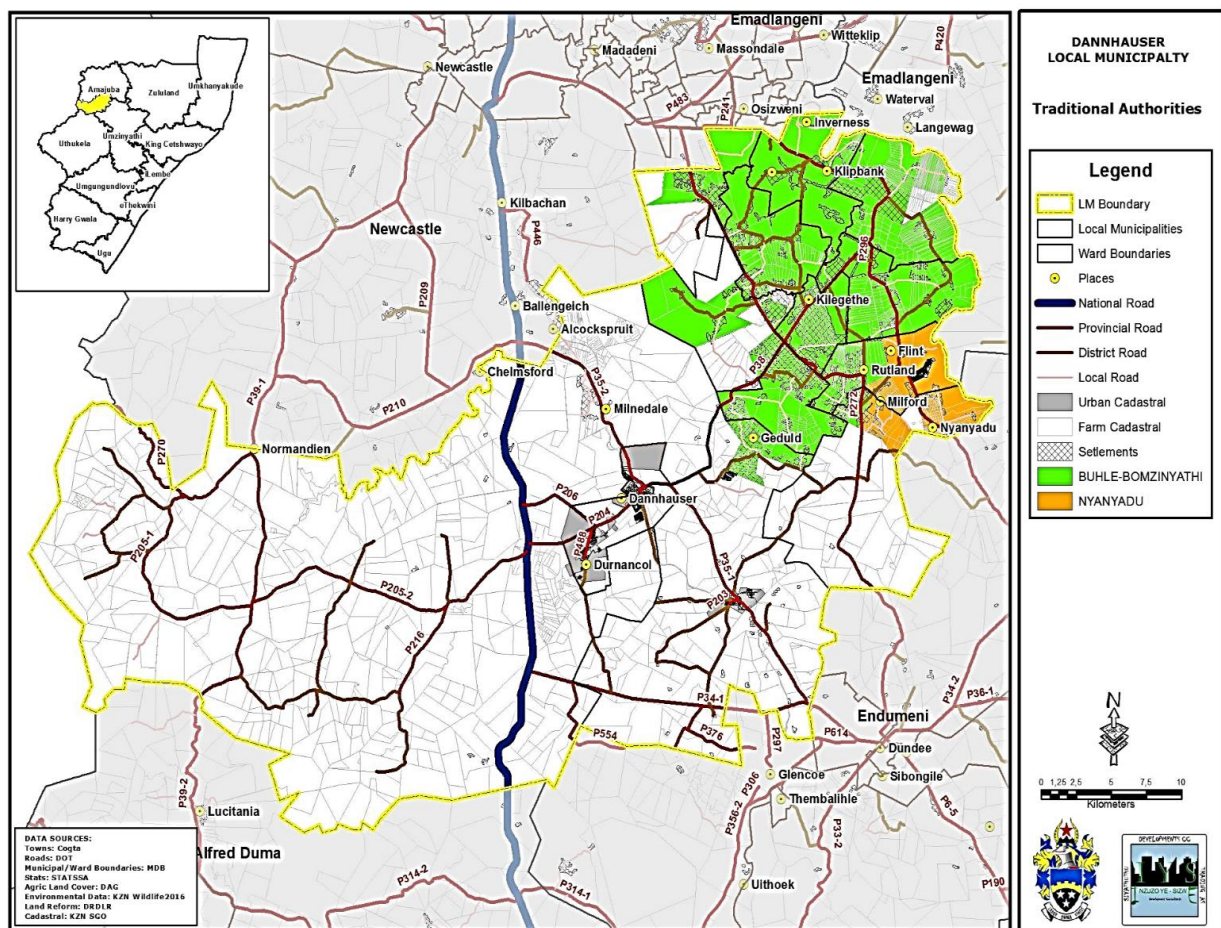 DANNHAUSER
LOCAL MUNICIPALTY
Traditional Authorities
Legend
LM Boundary
Local Municipalities
Ward Boundaries
Places
National Road
Provincial Road
District Road
Local Road
Urban Cadastral
Farm Cadastral
Setlements
BUHLE-BOMZINYATHI
NYANYADU
N
0 1,25 2,5 5 7,5 10
Kilometers
NZUZO YE - SIZA
DEVELOPMENTS CC
Amajuba
Zululand
Umkhanyakude
Umzinyathi
Uthukela
King Cetshwayo
iLembe
Umgungundlovu
eThekwini
Harry Gwala
Ugu
Emadlangeni
Witteklip
P420
Madadeni
Massondale
Newcastle
Emadlangeni
P483
P241
Waterval
Osizweni
Inverness
Langewag
Klipbank
Kilbachan
P446
Newcastle
P296
P209
Ballengeich
Kilegethe
Alcockspruit
Flint
P38
Chelmsford
Rutland
P35-2
P39-1
P210
Milnedale
P272
Milford
Nyanyadu
Geduld
P270
Normandien
P206
Dannhauser
P204
P488
P205-1
Durnancol
P35-1
P205-2
P203
P216
P34-1
P34-2
P36-1
Endumeni
P376
P614
P554
P297
Dundee
Glencoe
Sibongile
P306
Thembalihle
P39-2
Lucitania
P356-2
P33-2
P6-5
Alfred Duma
P314-2
P314-1
Uithoek
P190
DATA SOURCES:
Towns: Cogta
Roads: DOT
Municipal/Ward Boundaries: MDB
Stats: STATSSA
Agric Land Cover: DAG
Environmental Data: KZN Wildlife2016
Land Reform: DRDLR
Cadastral: KZN SGO